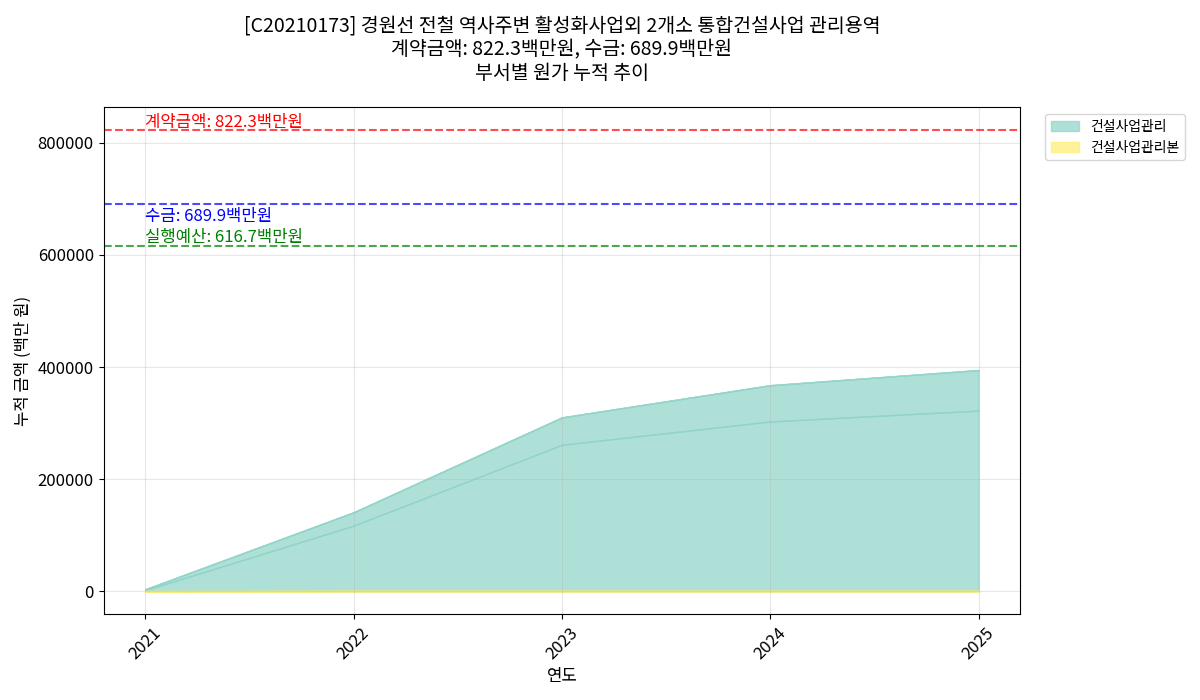 [C20210173] 경원선 전철 역사주변 활성화사업외 2개소 통합건설사업 관리용역
계약금액: 822.3백만원, 수금: 689.9백만원
부서별 원가 누적 추이
계약금액: 822.3백만원
수금: 689.9백만원
실행예산: 616.7백만원
건설사업관리
건설사업관리본
누적 금액 (백만 원)
800000
600000
400000
200000
0
2021
2022
2023
2024
2025
연도